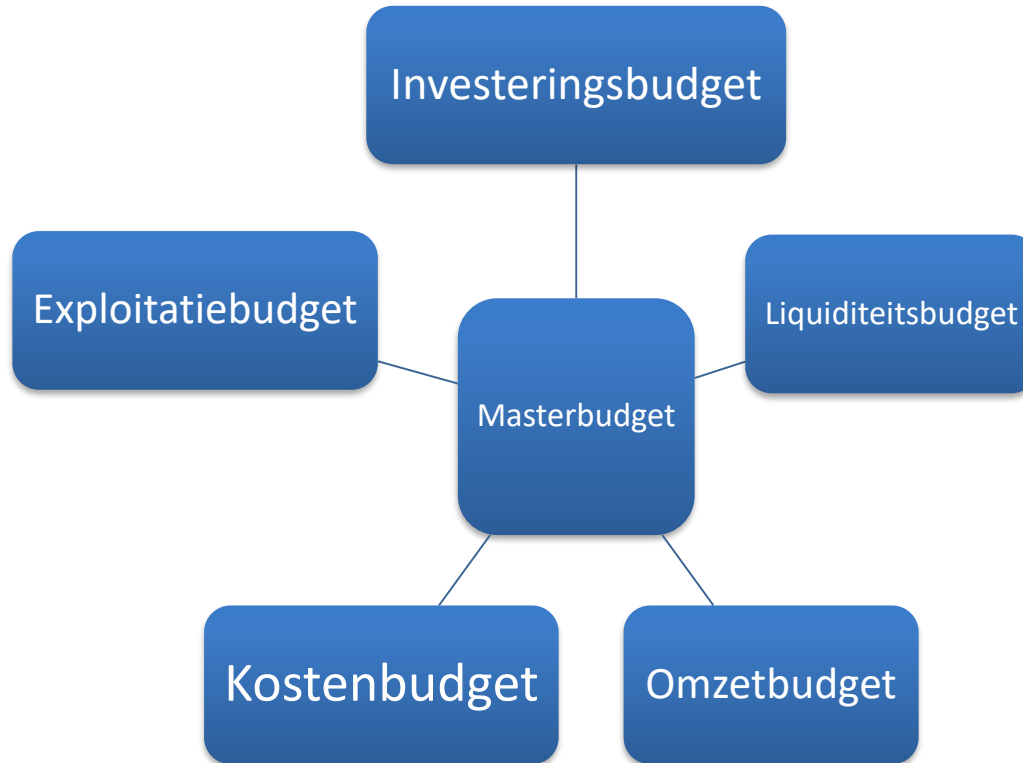 Investeringsbudget
Exploitatiebudget
Liquiditeitsbudget
Masterbudget
Kostenbudget
Omzetbudget